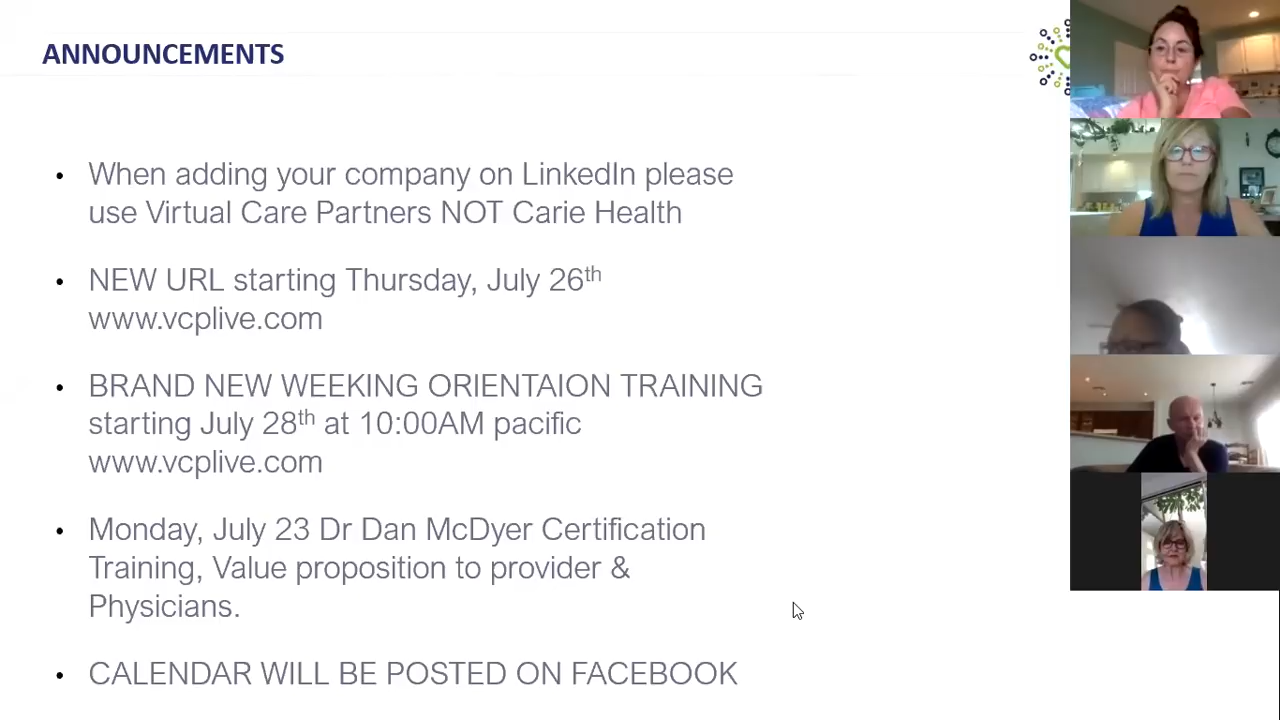 ANNOUNCEMENTS
• When adding your company on LinkedIn please
use Virtual Care Partners NOT Carie Health
• NEW URL starting Thursday, July 26th
www.vcplive.com
• BRAND NEW WEEKING ORIENTAION TRAINING
starting July 28th at 10:00AM pacific
www.vcplive.com
• Monday, July 23 Dr Dan McDyer Certification
Training, Value proposition to provider &
Physicians.
• CALENDAR WILL BE POSTED ON FACEBOOK